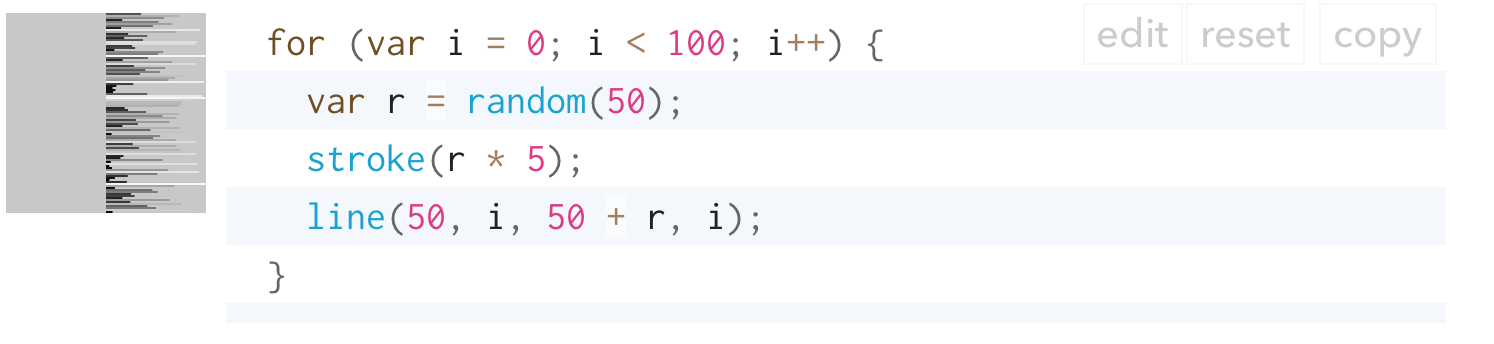 for (var i = 0; i < 100; i++) {
edit reset copy
var r = random(50);
stroke(r * 5);
line(50, i, 50 + r, i);
}